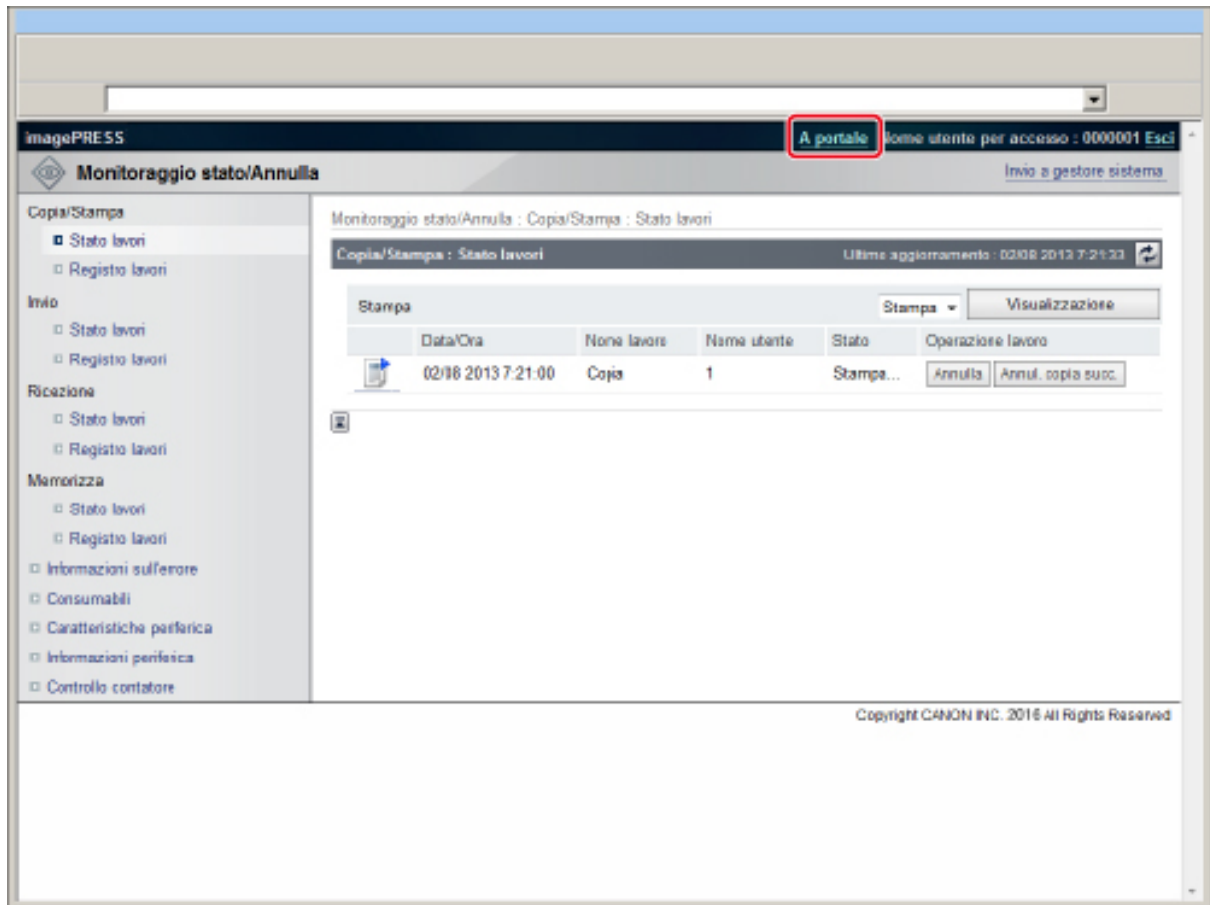 imagePRESS A portale Nome utente per accesso : 0000001 Esci
Monitoraggio stato/Annulla Invio a gestore sistema
Copia/Stampa
Stato lavori
Registro lavori
Invio
Stato lavori
Registro lavori
Ricezione
Stato lavori
Registro lavori
Memorizza
Stato lavori
Registro lavori
Informazioni sull'errore
Consumabili
Caratteristiche periferica
Informazioni periferica
Controllo contatore
Monitoraggio stato/Annulla : Copia/Stampa : Stato lavori
Copia/Stampa : Stato lavori Ultimo aggiornamento : 02/08 2013 7:21:33
Stampa Stampa Visualizzazione
Data/Ora Nome lavoro Nome utente Stato Operazione lavoro
02/08 2013 7:21:00 Copia 1 Stampa... Annulla Annul. copia succ.
Copyright CANON INC. 2016 All Rights Reserved